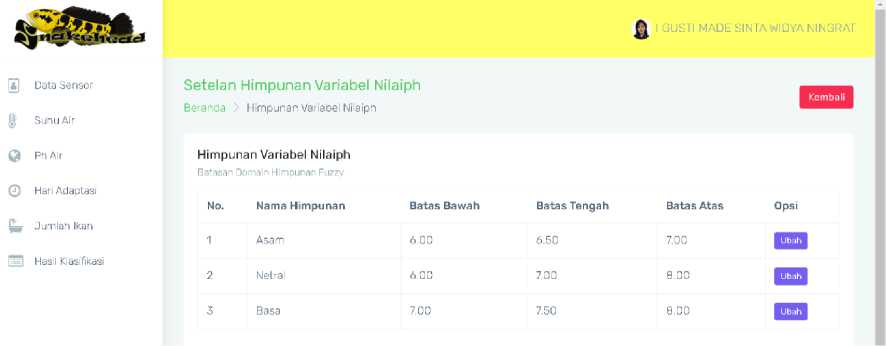 Snakehead
I GUSTI MADE SINTA WIDYA NINGRAT
Data Sensor
Suhu Air
Ph Air
Hari Adaptasi
Jumlah Ikan
Hasil Klasifikasi
Setelan Himpunan Variabel Nilaiph
Beranda > Himpunan Variabel Nilaiph
Kembali
Himpunan Variabel Nilaiph
Batasan Domain Himpunan Fuzzy
No. Nama Himpunan Batas Bawah Batas Tengah Batas Atas Opsi
1 Asam 6.00 6.50 7.00 Ubah
2 Netral 6.00 7.00 8.00 Ubah
3 Basa 7.00 7.50 8.00 Ubah